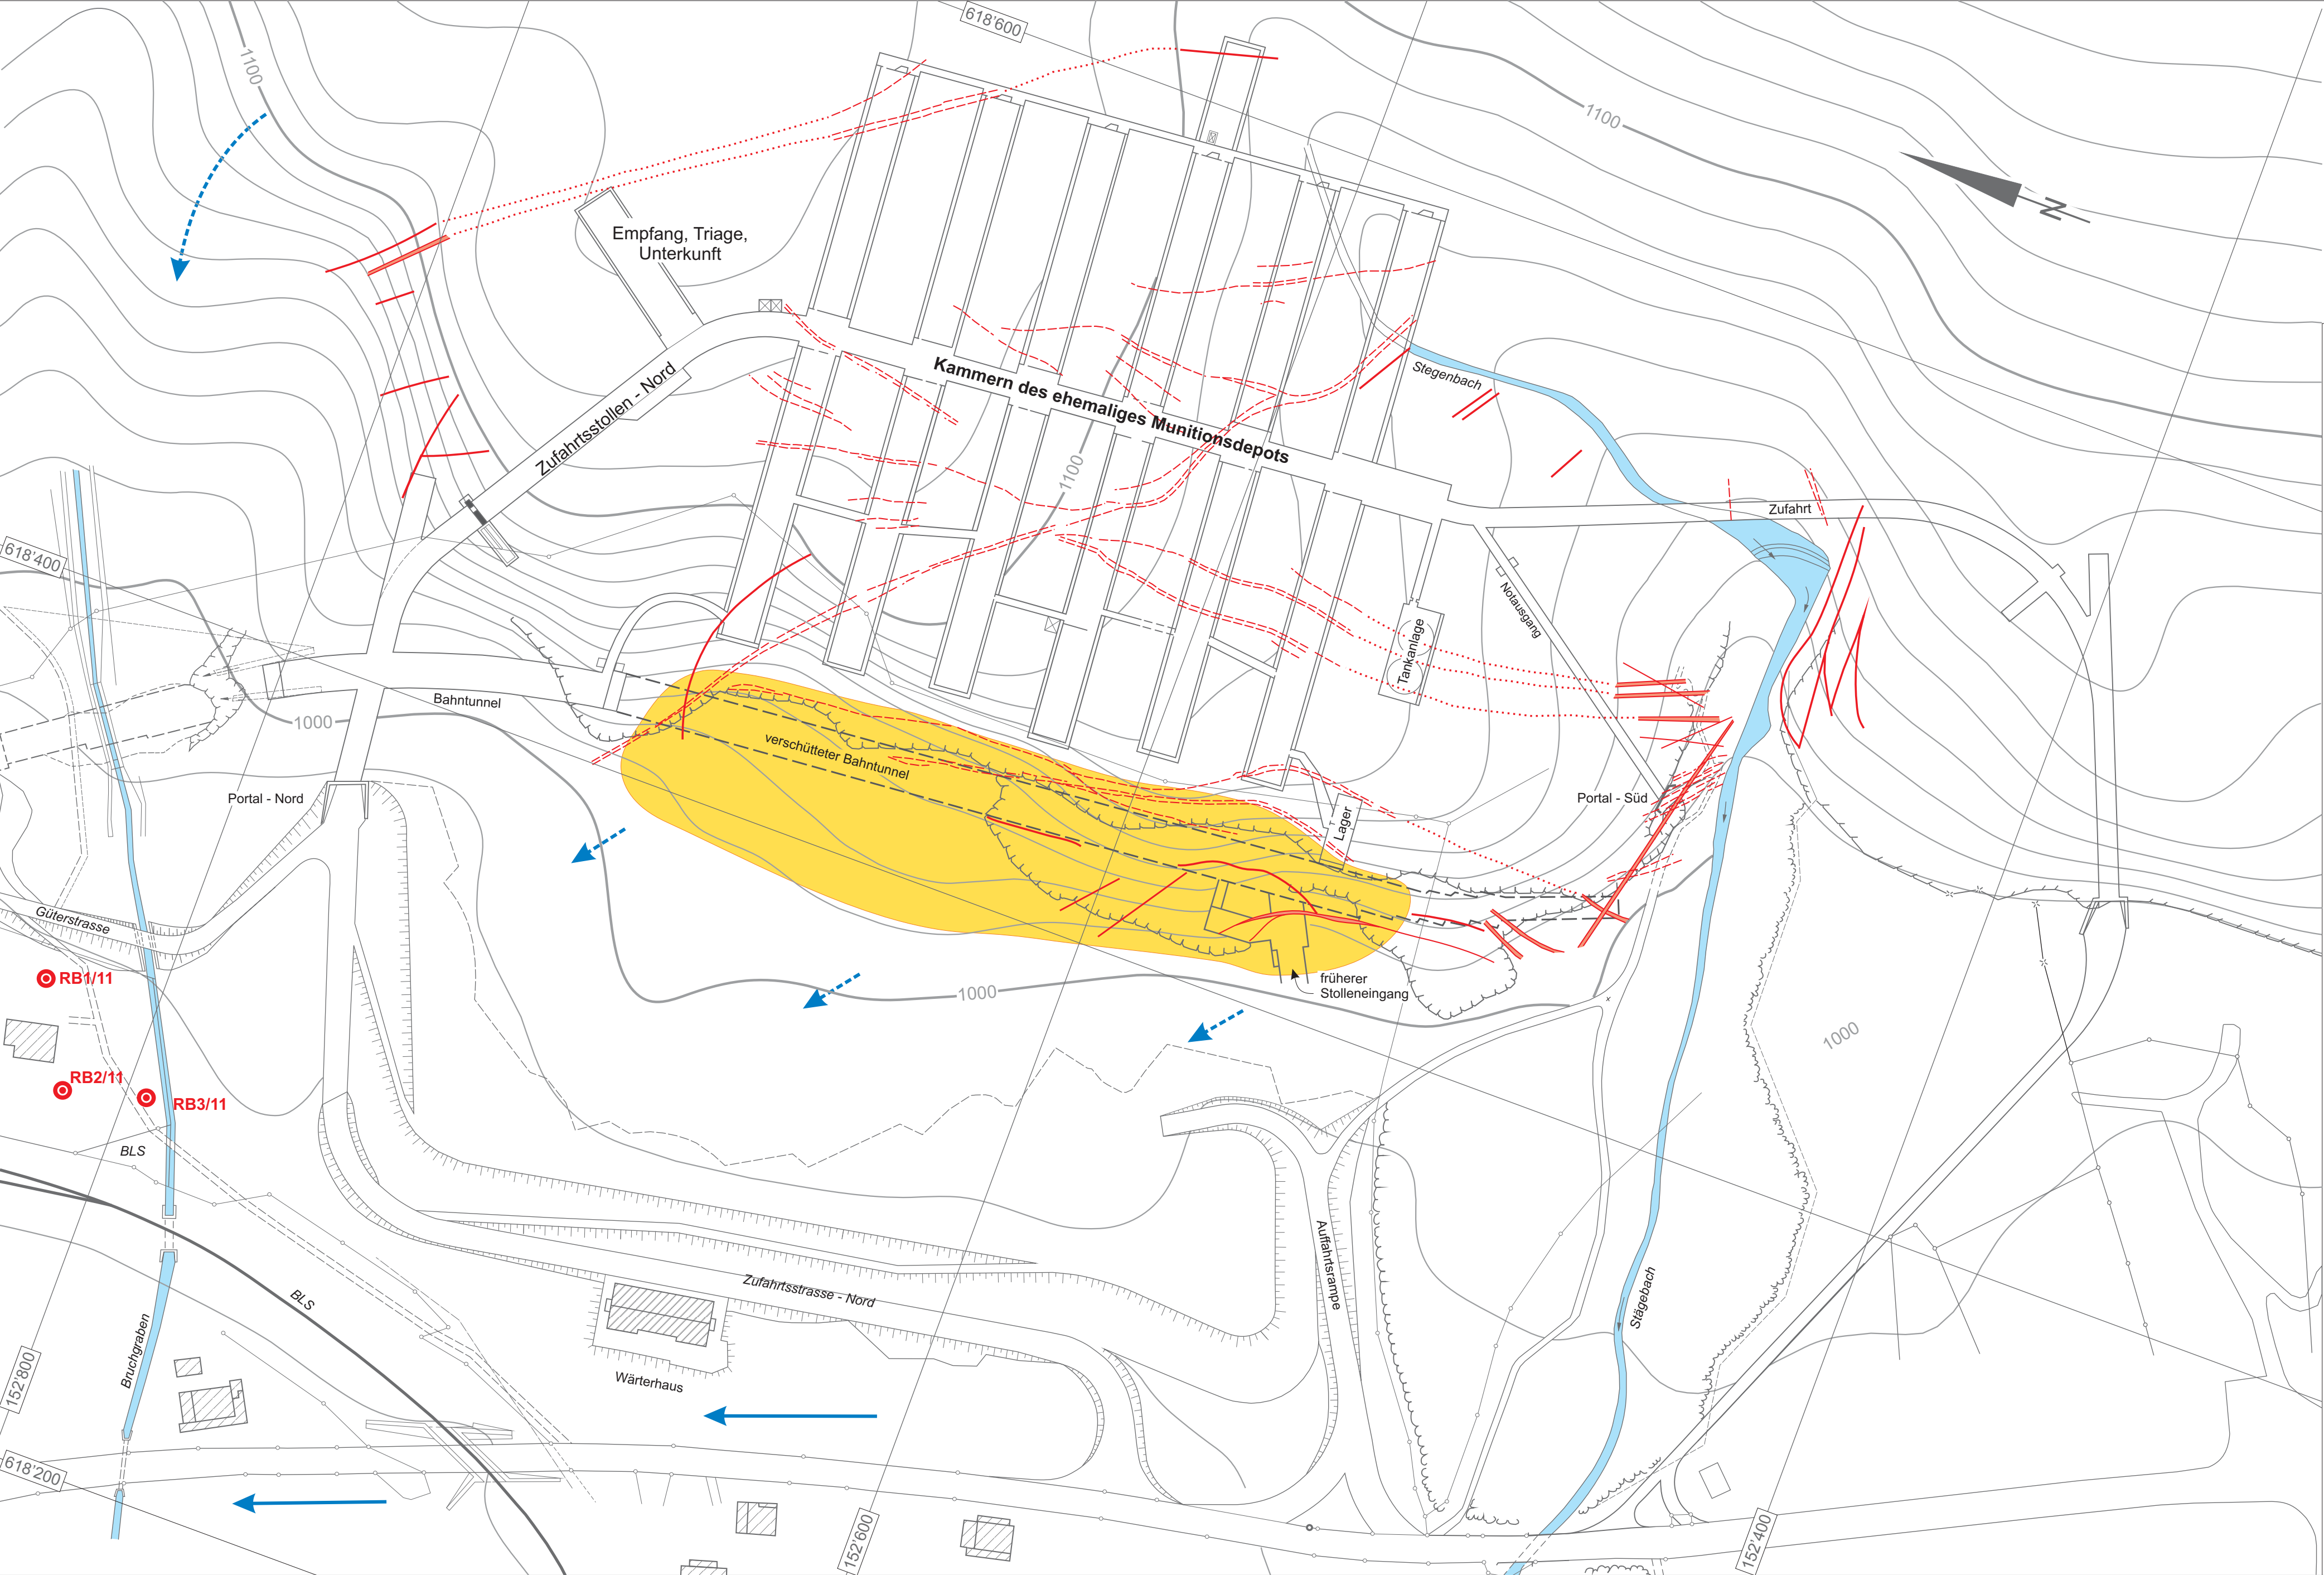 618'600
1100
1100
N
Empfang, Triage,
Unterkunft
Zufahrtsstollen - Nord
Kammern des ehemaliges Munitionsdepots
Stegenbach
1100
Zufahrt
618'400
Notausgang
Tankanlage
Bahntunnel
1000
verschütteter Bahntunnel
Portal - Nord
Portal - Süd
Lager
Güterstrasse
RB1/11
früherer
Stolleneingang
1000
1000
RB2/11
RB3/11
BLS
BLS
Zufahrtsstrasse - Nord
Auffahrtsrampe
Stägebach
Bruchgraben
Wärterhaus
152'800
618'200
152'600
152'400